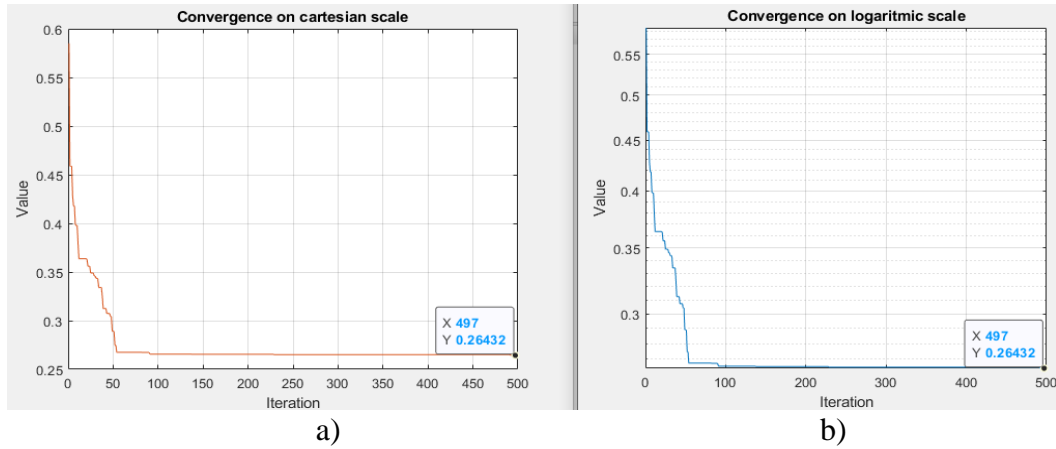 Convergence on cartesian scale
0.6
0.55
0.5
0.45
0.4
0.35
0.3
0.25
Value
0 50 100 150 200 250 300 350 400 450 500
Iteration
X 497
Y 0.26432
a)
Convergence on logaritmic scale
0.55
0.5
0.45
0.4
0.35
0.3
Value
0 100 200 300 400 500
Iteration
X 497
Y 0.26432
b)